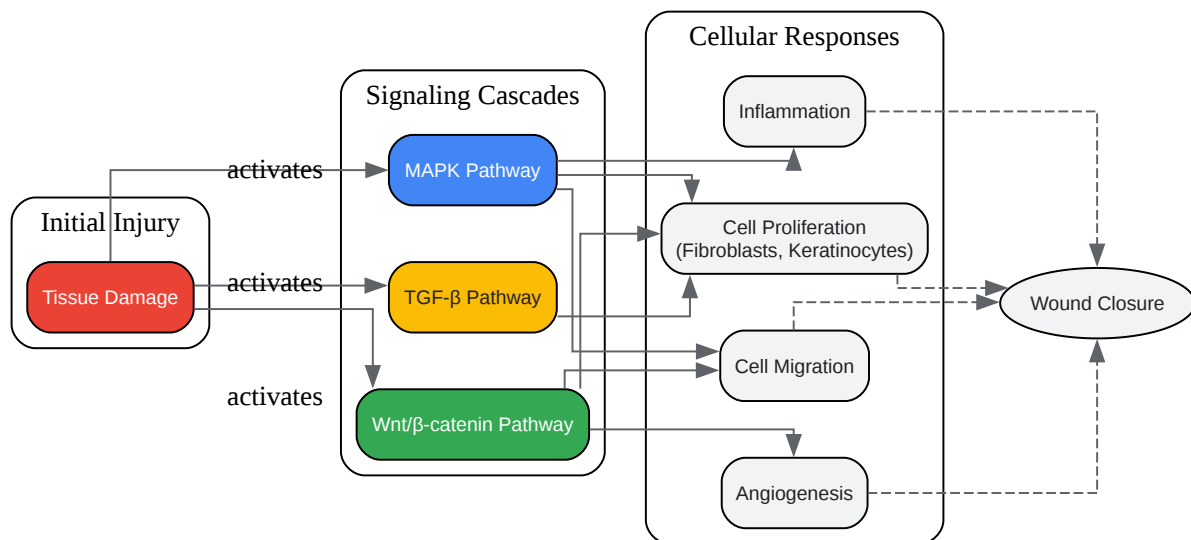 Initial Injury
Tissue Damage
activates
activates
activates
Signaling Cascades
MAPK Pathway
TGF-β Pathway
Wnt/β-catenin Pathway
Cellular Responses
Inflammation
Cell Proliferation
(Fibroblasts, Keratinocytes)
Cell Migration
Angiogenesis
Wound Closure